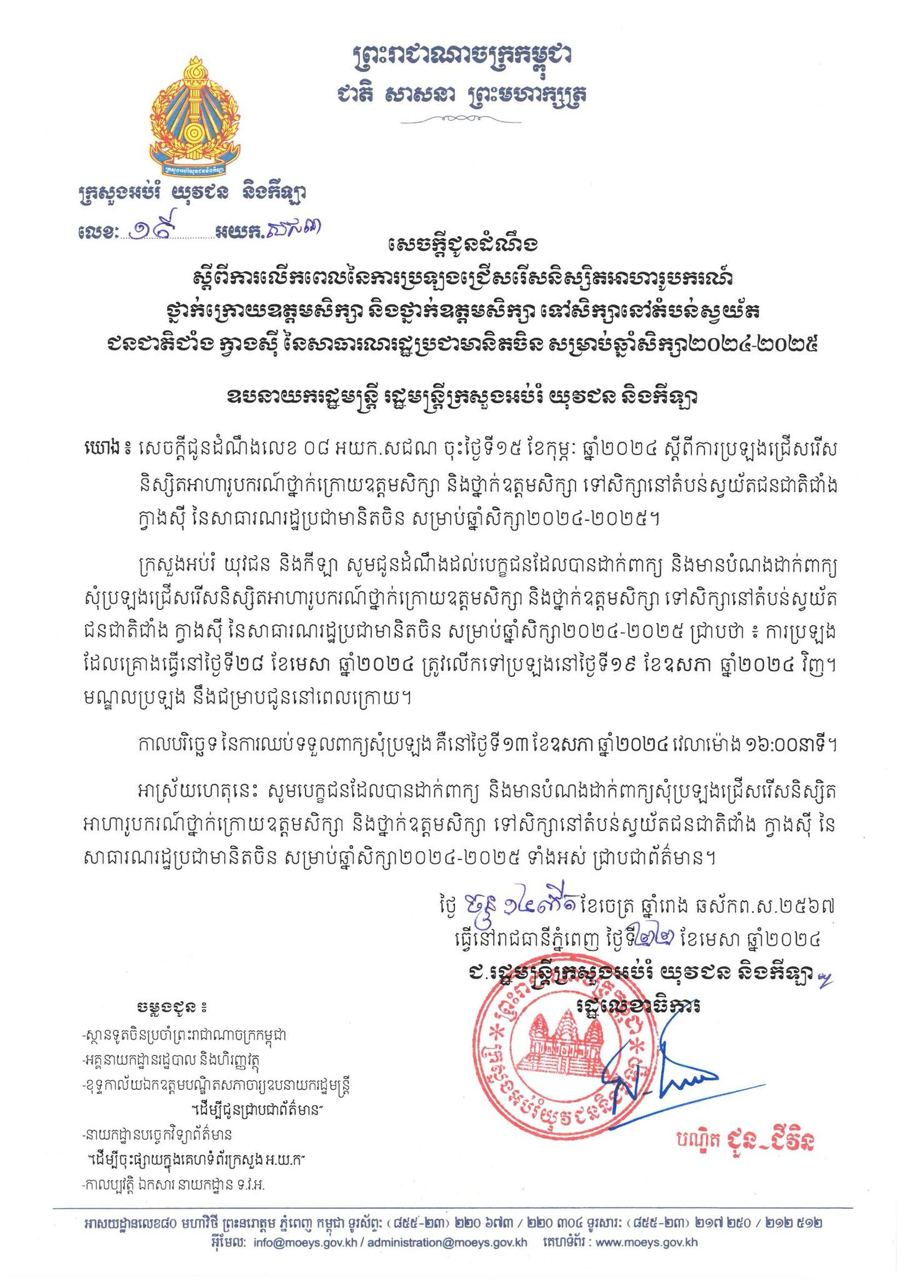 ព្រះរាជាណាចក្រកម្ពុជា
ជាតិ សាសនា ព្រះមហាក្សត្រ
ក្រសួងអប់រំ យុវជន និងកីឡា
លេខៈ ១៩ អយក.សជណ
សេចក្តីជូនដំណឹង
ស្តីពីការលើកពេលនៃការប្រឡងជ្រើសរើសនិស្សិតអាហារូបករណ៍
ថ្នាក់ក្រោយឧត្តមសិក្សា និងថ្នាក់ឧត្តមសិក្សា ទៅសិក្សានៅតំបន់ស្វយ័ត
ជនជាតិជាំង ក្វាងស៊ី នៃសាធារណរដ្ឋប្រជាមានិតចិន សម្រាប់ឆ្នាំសិក្សា២០២៤-២០២៥
ឧបនាយករដ្ឋមន្ត្រី រដ្ឋមន្ត្រីក្រសួងអប់រំ យុវជន និងកីឡា
យោង៖ សេចក្តីជូនដំណឹងលេខ ០៨ អយក.សជណ ចុះថ្ងៃទី១៥ ខែកុម្ភៈ ឆ្នាំ២០២៤ ស្តីពីការប្រឡងជ្រើសរើស
និស្សិតអាហារូបករណ៍ថ្នាក់ក្រោយឧត្តមសិក្សា និងថ្នាក់ឧត្តមសិក្សា ទៅសិក្សានៅតំបន់ស្វយ័តជនជាតិជាំង
ក្វាងស៊ី នៃសាធារណរដ្ឋប្រជាមានិតចិន សម្រាប់ឆ្នាំសិក្សា២០២៤-២០២៥។
ក្រសួងអប់រំ យុវជន និងកីឡា សូមជូនដំណឹងដល់បេក្ខជនដែលបានដាក់ពាក្យ និងមានបំណងដាក់ពាក្យ
សុំប្រឡងជ្រើសរើសនិស្សិតអាហារូបករណ៍ថ្នាក់ក្រោយឧត្តមសិក្សា និងថ្នាក់ឧត្តមសិក្សា ទៅសិក្សានៅតំបន់ស្វយ័ត
ជនជាតិជាំង ក្វាងស៊ី នៃសាធារណរដ្ឋប្រជាមានិតចិន សម្រាប់ឆ្នាំសិក្សា២០២៤-២០២៥ ជ្រាបថា ៖ ការប្រឡង
ដែលគ្រោងធ្វើនៅថ្ងៃទី២៨ ខែមេសា ឆ្នាំ២០២៤ ត្រូវលើកទៅប្រឡងនៅថ្ងៃទី១៩ ខែឧសភា ឆ្នាំ២០២៤ វិញ។
មណ្ឌលប្រឡង នឹងជម្រាបជូននៅពេលក្រោយ។
កាលបរិច្ឆេទ នៃការឈប់ទទួលពាក្យសុំប្រឡង គឺនៅថ្ងៃទី១៣ ខែឧសភា ឆ្នាំ២០២៤ វេលាម៉ោង ១៦:០០នាទី។
អាស្រ័យហេតុនេះ សូមបេក្ខជនដែលបានដាក់ពាក្យ និងមានបំណងដាក់ពាក្យសុំប្រឡងជ្រើសរើសនិស្សិត
អាហារូបករណ៍ថ្នាក់ក្រោយឧត្តមសិក្សា និងថ្នាក់ឧត្តមសិក្សា ទៅសិក្សានៅតំបន់ស្វយ័តជនជាតិជាំង ក្វាងស៊ី នៃ
សាធារណរដ្ឋប្រជាមានិតចិន សម្រាប់ឆ្នាំសិក្សា២០២៤-២០២៥ ទាំងអស់ ជ្រាបជាព័ត៌មាន។
ថ្ងៃ ចន្ទ ១៤កើត ខែចេត្រ ឆ្នាំរោង ឆស័កព.ស.២៥៦៧
ធ្វើនៅរាជធានីភ្នំពេញ ថ្ងៃទី២២ ខែមេសា ឆ្នាំ២០២៤
ជ.រដ្ឋមន្ត្រីក្រសួងអប់រំ យុវជន និងកីឡា
រដ្ឋលេខាធិការ
បណ្ឌិត ជួន-ជីវិន
ចម្លងជូន ៖
-ស្ថានទូតចិនប្រចាំព្រះរាជាណាចក្រកម្ពុជា
-អគ្គនាយកដ្ឋានរដ្ឋបាល និងហិរញ្ញវត្ថុ
-ខុទ្ទកាល័យឯកឧត្តមបណ្ឌិតសភាចារ្យឧបនាយករដ្ឋមន្ត្រី
"ដើម្បីជូនជ្រាបជាព័ត៌មាន"
-នាយកដ្ឋានបច្ចេកវិទ្យាព័ត៌មាន
"ដើម្បីចុះផ្សាយក្នុងគេហទំព័រក្រសួង អ.យ.ក"
-កាលប្បវត្តិ ឯកសារ នាយកដ្ឋាន ទ.វ.អ.
អាសយដ្ឋានលេខ៨០ មហាវិថី ព្រះនរោត្តម ភ្នំពេញ កម្ពុជា ទូរស័ព្ទៈ (៨៥៥-២៣) ២២០ ៦៧៣ / ២២០ ៣០៤ ទូរសារៈ (៨៥៥-២៣) ២១៧ ២៥០ / ២១២ ៥១២
អ៊ីមែល: info@moeys.gov.kh / administration@moeys.gov.kh គេហទំព័រ : www.moeys.gov.kh